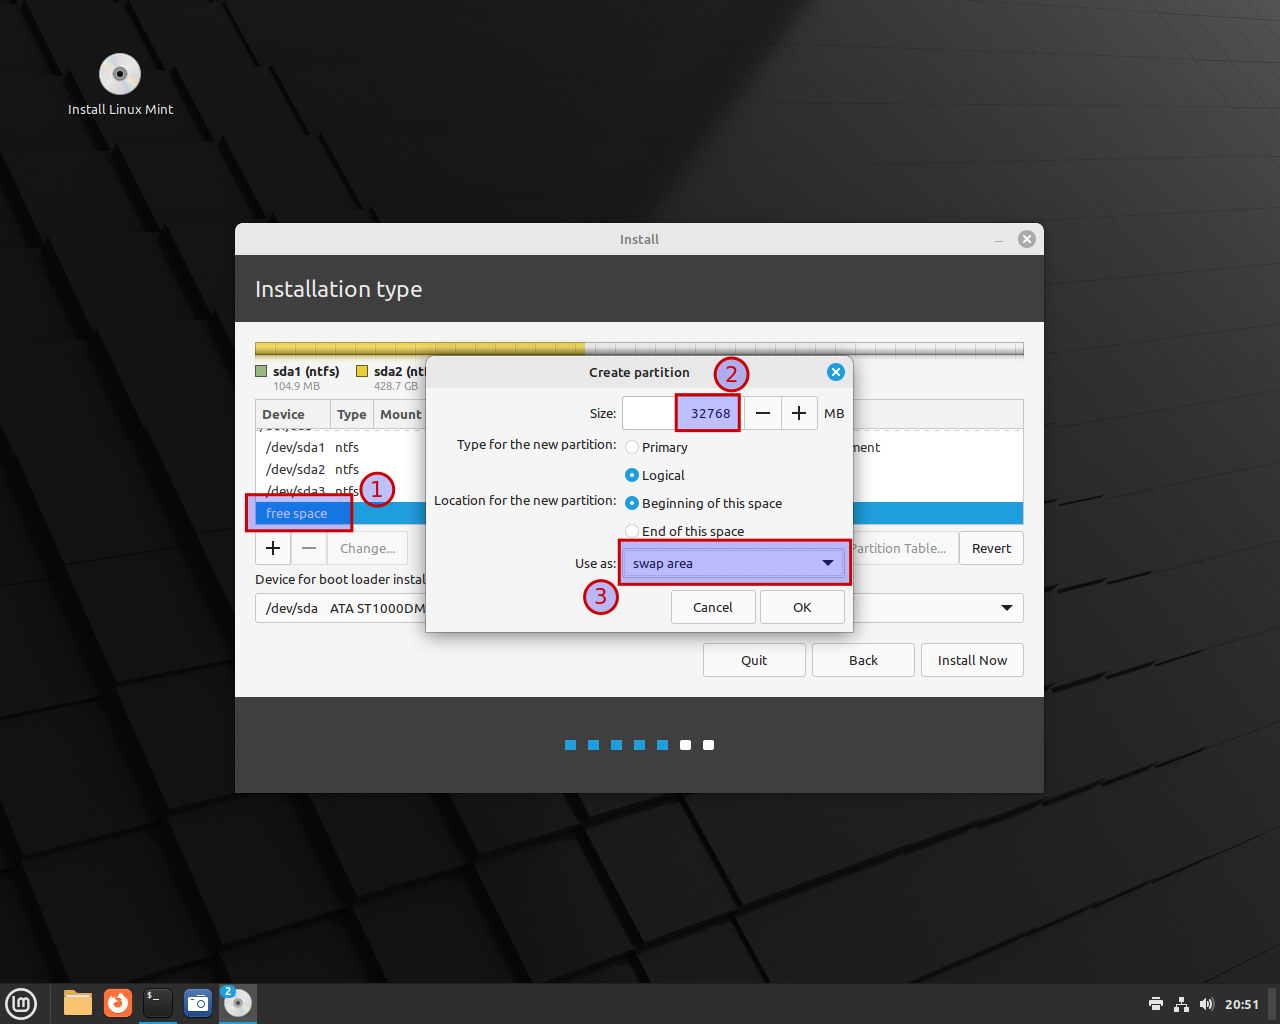 Install Linux Mint
Install
Installation type
sda1 (ntfs)
104.9 MB
sda2 (ntf
428.7 GB
Device
Type
Mount
/dev/sda1 ntfs
/dev/sda2 ntfs
/dev/sda3 ntfs
free space
1
Change...
Partition Table...
Revert
Device for boot loader instal
/dev/sda ATA ST1000DM
Create partition
2
Size:
32768
MB
Type for the new partition:
Primary
Logical
Location for the new partition:
Beginning of this space
End of this space
Use as:
swap area
3
Cancel
OK
Quit
Back
Install Now
lm
$_
2
20:51